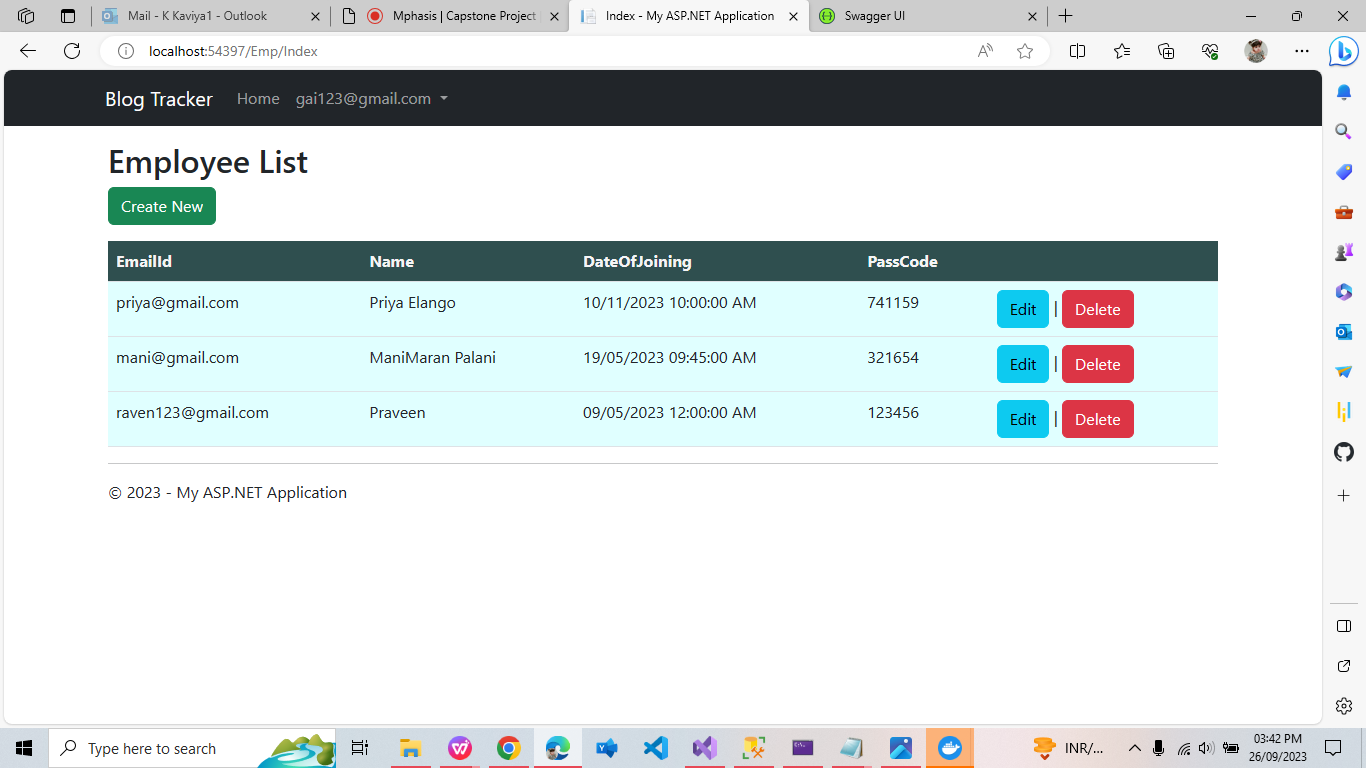 Mail - K Kaviya1 - Outlook
Mphasis | Capstone Project
Index - My ASP.NET Application
Swagger UI
localhost:54397/Emp/Index
Blog Tracker Home gai123@gmail.com
Employee List
Create New
EmailId Name DateOfJoining PassCode
priya@gmail.com Priya Elango 10/11/2023 10:00:00 AM 741159 Edit | Delete
mani@gmail.com ManiMaran Palani 19/05/2023 09:45:00 AM 321654 Edit | Delete
raven123@gmail.com Praveen 09/05/2023 12:00:00 AM 123456 Edit | Delete
© 2023 - My ASP.NET Application
Type here to search
INR/...
03:42 PM
26/09/2023